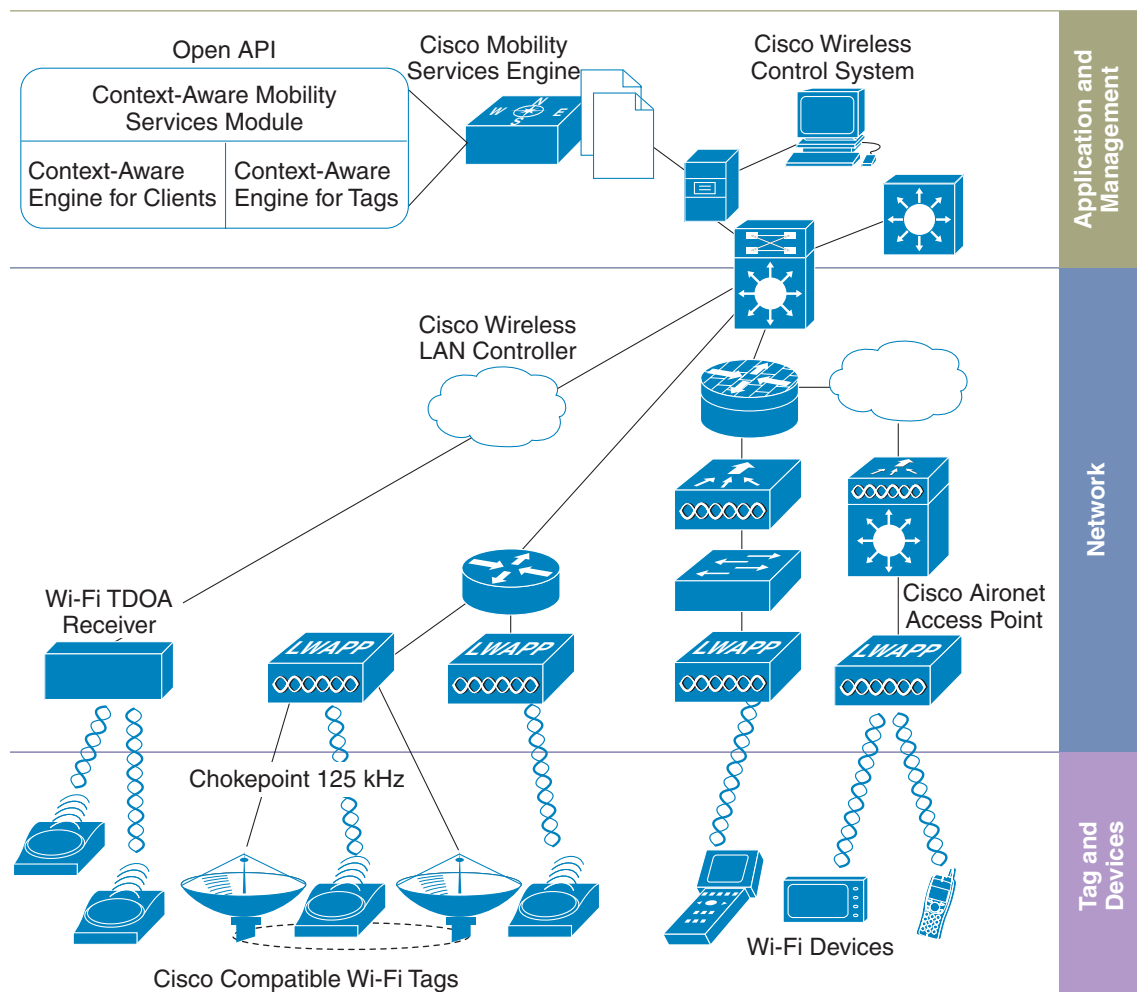 Open API
Context-Aware Mobility
Services Module
Context-Aware
Engine for Clients
Context-Aware
Engine for Tags
Cisco Mobility
Services Engine
N
W
E
S
Cisco Wireless
Control System
Application and
Management
Cisco Wireless
LAN Controller
Network
Wi-Fi TDOA
Receiver
LWAPP
LWAPP
LWAPP
Cisco Aironet
Access Point
LWAPP
Chokepoint 125 kHz
Cisco Compatible Wi-Fi Tags
Wi-Fi Devices
Tag and
Devices